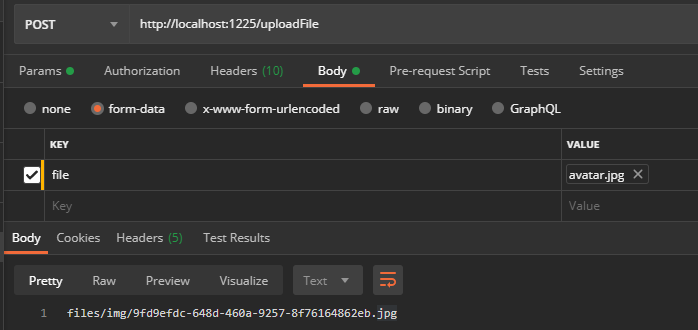 POST http://localhost:1225/uploadFile
Params Authorization Headers (10) Body Pre-request Script Tests Settings
none form-data x-www-form-urlencoded raw binary GraphQL
KEY VALUE
file avatar.jpg
Key Value
Body Cookies Headers (5) Test Results
Pretty Raw Preview Visualize Text
1 files/img/9fd9efdc-648d-460a-9257-8f76164862eb.jpg